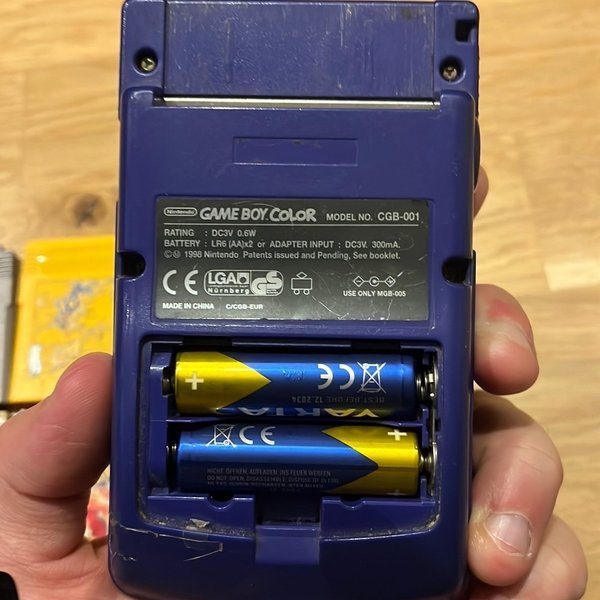 Nintendo GAME BOY COLOR MODEL NO. CGB-001
RATING : DC3V 0.6W
BATTERY : LR6 (AA)x2 or ADAPTER INPUT : DC3V. 300mA.
©Ⓜ 1998 Nintendo Patents issued and Pending, See booklet.
CE LGA GS
Nürnberg
USE ONLY MGB-005
MADE IN CHINA C/CGB-EUR
+ CE
BEST BEFORE 12.2034
CE +
NICHT ÖFFNEN, AUFLADEN, INS FEUER WERFEN
DO NOT OPEN, DISASSEMBLE, DISPOSE OF IN